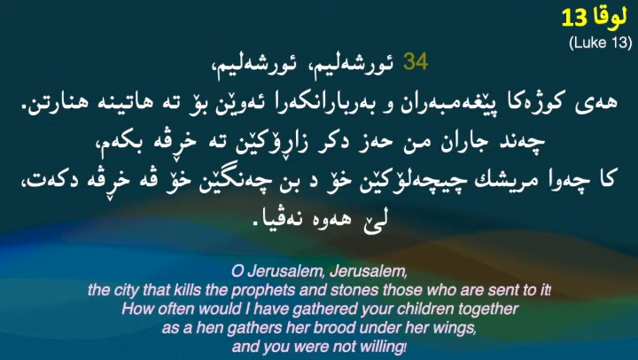 لوقا 13
(Luke 13)
34 ئورشەلیم، ئورشەلیم،
هەی کوژەکا پێغەمبەران و بەربارانکەرا ئەوێن بۆ تە هاتینە هنارتن.
چەند جاران من حەز دکر زاڕۆکێن تە خڕڤە بکەم،
کا چەوا مریشك چیچەلۆکێن خۆ د بن چەنگێن خۆ ڤە خڕڤە دکەت،
لێ هەوە نەڤیا.
O Jerusalem, Jerusalem,
the city that kills the prophets and stones those who are sent to it!
How often would I have gathered your children together
as a hen gathers her brood under her wings,
and you were not willing!